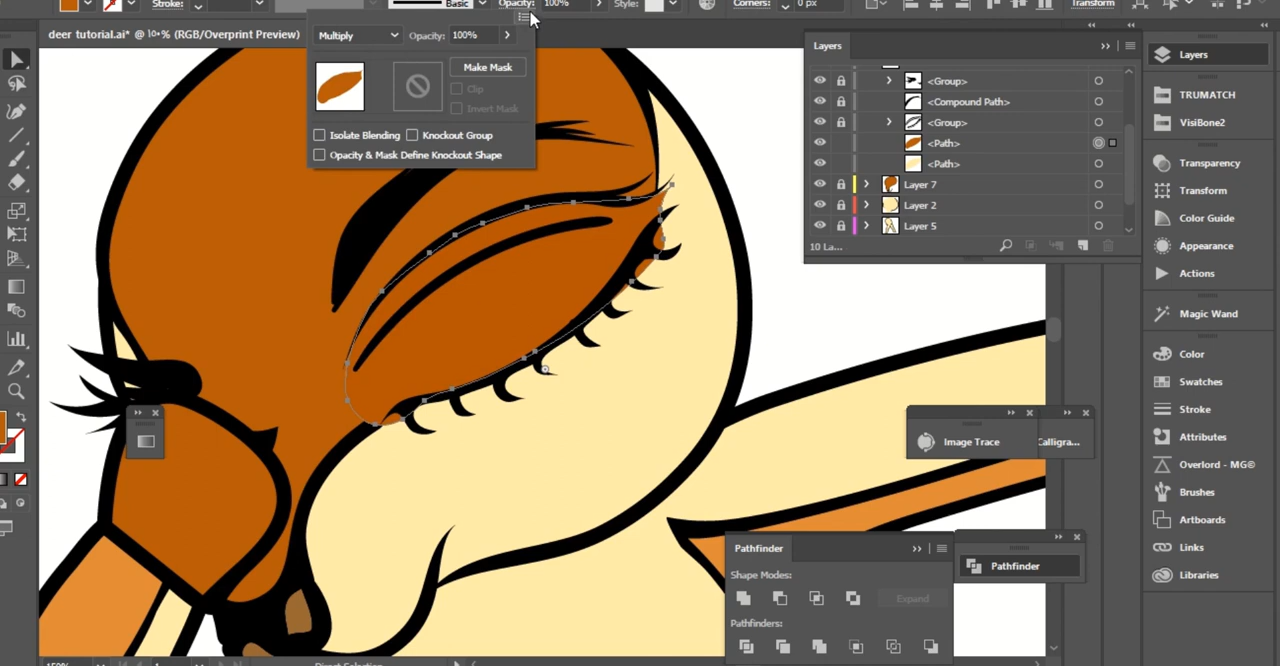 Stroke:
Basic
Opacity:
100%
Style:
Corners:
0 px
Transform
deer tutorial.ai* @ ١٥٠% (RGB/Overprint Preview)
Multiply
Opacity:
100%
Make Mask
Clip
Invert Mask
Isolate Blending
Knockout Group
Opacity & Mask Define Knockout Shape
Layers
<Group>
<Compound Path>
<Group>
<Path>
<Path>
Layer 7
Layer 2
Layer 5
10 La...
Layers
TRUMATCH
VisiBone2
Transparency
Transform
Color Guide
Appearance
Actions
Magic Wand
Color
Swatches
Stroke
Attributes
Overlord - MG©
Brushes
Artboards
Links
Libraries
Image Trace
Calligra...
Pathfinder
Shape Modes:
Expand
Pathfinders:
Pathfinder
150%
1
Direct Selection